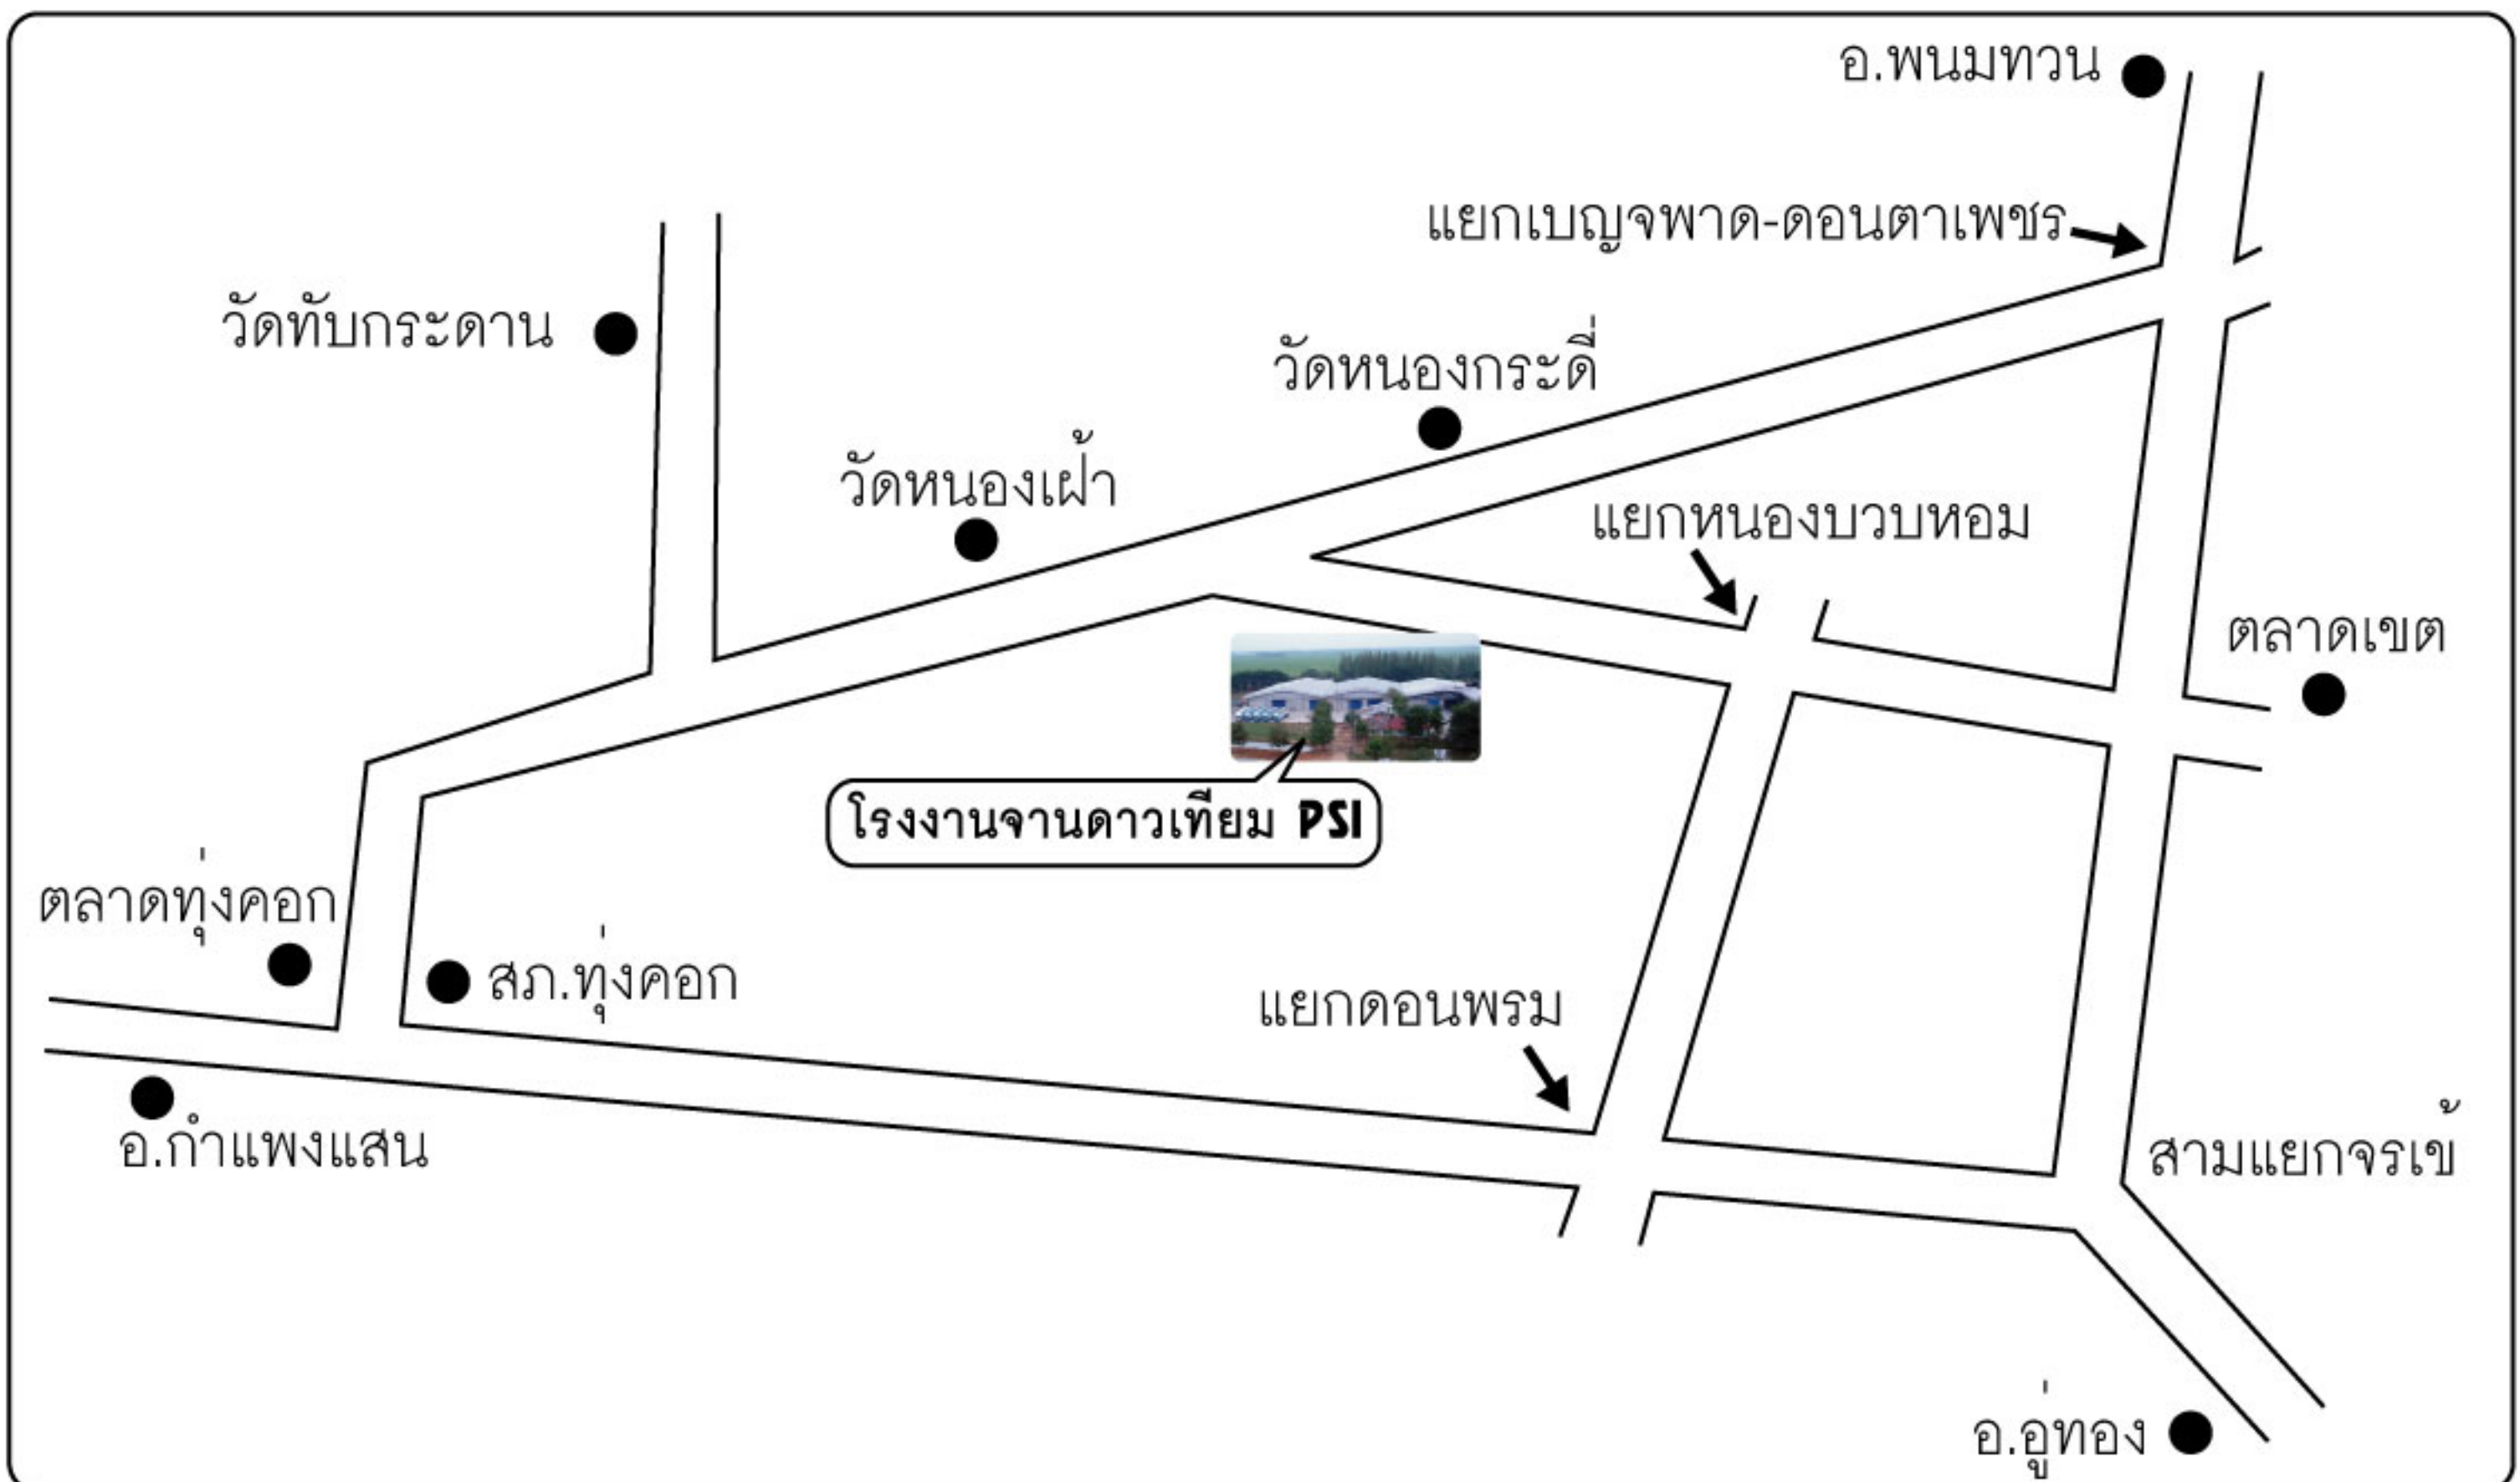 อ.พนมทวน
แยกเบญจพาด-ดอนตาเพชร
วัดทับกระดาน
วัดหนองกระดี่
วัดหนองเฝ้า
แยกหนองบวบหอม
ตลาดเขต
โรงงานจานดาวเทียม PSI
ตลาดทุ่งคอก
สภ.ทุ่งคอก
แยกดอนพรม
อ.กำแพงแสน
สามแยกจรเข้
อ.อู่ทอง